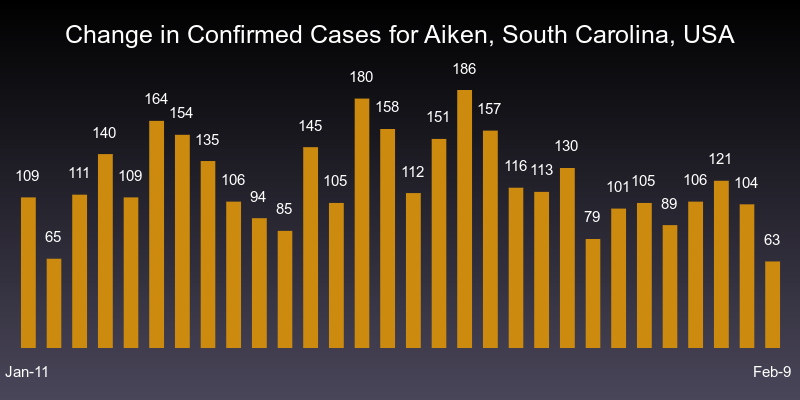 Change in Confirmed Cases for Aiken, South Carolina, USA
109 65 111 140 109 164 154 135 106 94 85 145 105 180 158 112 151 186 157 116 113 130 79 101 105 89 106 121 104 63
Jan-11 Feb-9